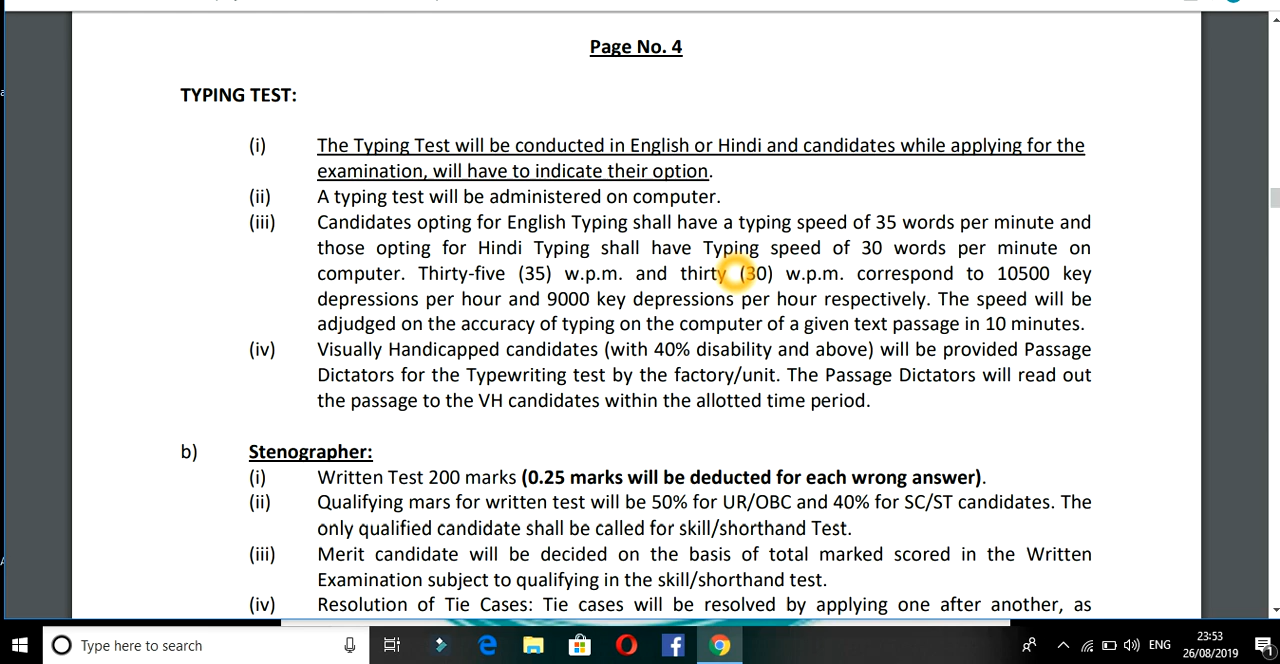 Page No. 4
TYPING TEST:
(i) The Typing Test will be conducted in English or Hindi and candidates while applying for the
examination, will have to indicate their option.
(ii) A typing test will be administered on computer.
(iii) Candidates opting for English Typing shall have a typing speed of 35 words per minute and
those opting for Hindi Typing shall have Typing speed of 30 words per minute on
computer. Thirty-five (35) w.p.m. and thirty (30) w.p.m. correspond to 10500 key
depressions per hour and 9000 key depressions per hour respectively. The speed will be
adjudged on the accuracy of typing on the computer of a given text passage in 10 minutes.
(iv) Visually Handicapped candidates (with 40% disability and above) will be provided Passage
Dictators for the Typewriting test by the factory/unit. The Passage Dictators will read out
the passage to the VH candidates within the allotted time period.
b) Stenographer:
(i) Written Test 200 marks (0.25 marks will be deducted for each wrong answer).
(ii) Qualifying mars for written test will be 50% for UR/OBC and 40% for SC/ST candidates. The
only qualified candidate shall be called for skill/shorthand Test.
(iii) Merit candidate will be decided on the basis of total marked scored in the Written
Examination subject to qualifying in the skill/shorthand test.
(iv) Resolution of Tie Cases: Tie cases will be resolved by applying one after another, as
Type here to search
ENG
23:53
26/08/2019
1